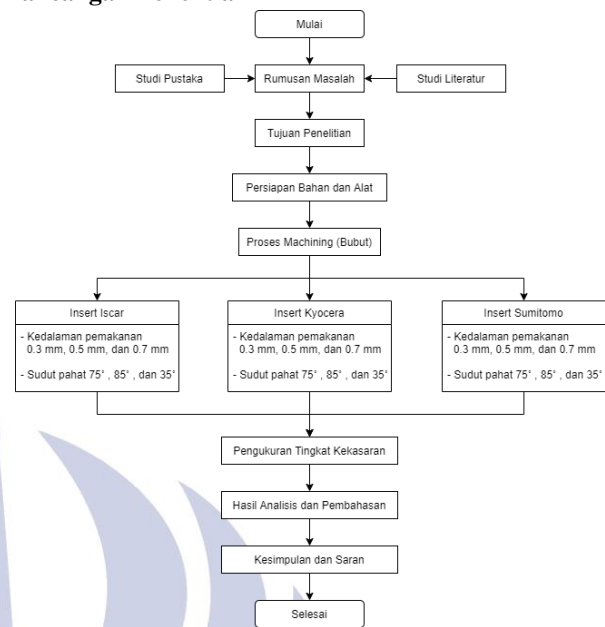 Mulai
Studi Pustaka
Rumusan Masalah
Studi Literatur
Tujuan Penelitian
Persiapan Bahan dan Alat
Proses Machining (Bubut)
Insert Iscar
- Kedalaman pemakanan
0.3 mm, 0.5 mm, dan 0.7 mm
- Sudut pahat 75° , 85° , dan 35°
Insert Kyocera
- Kedalaman pemakanan
0.3 mm, 0.5 mm, dan 0.7 mm
- Sudut pahat 75° , 85° , dan 35°
Insert Sumitomo
- Kedalaman pemakanan
0.3 mm, 0.5 mm, dan 0.7 mm
- Sudut pahat 75° , 85° , dan 35°
Pengukuran Tingkat Kekasaran
Hasil Analisis dan Pembahasan
Kesimpulan dan Saran
Selesai